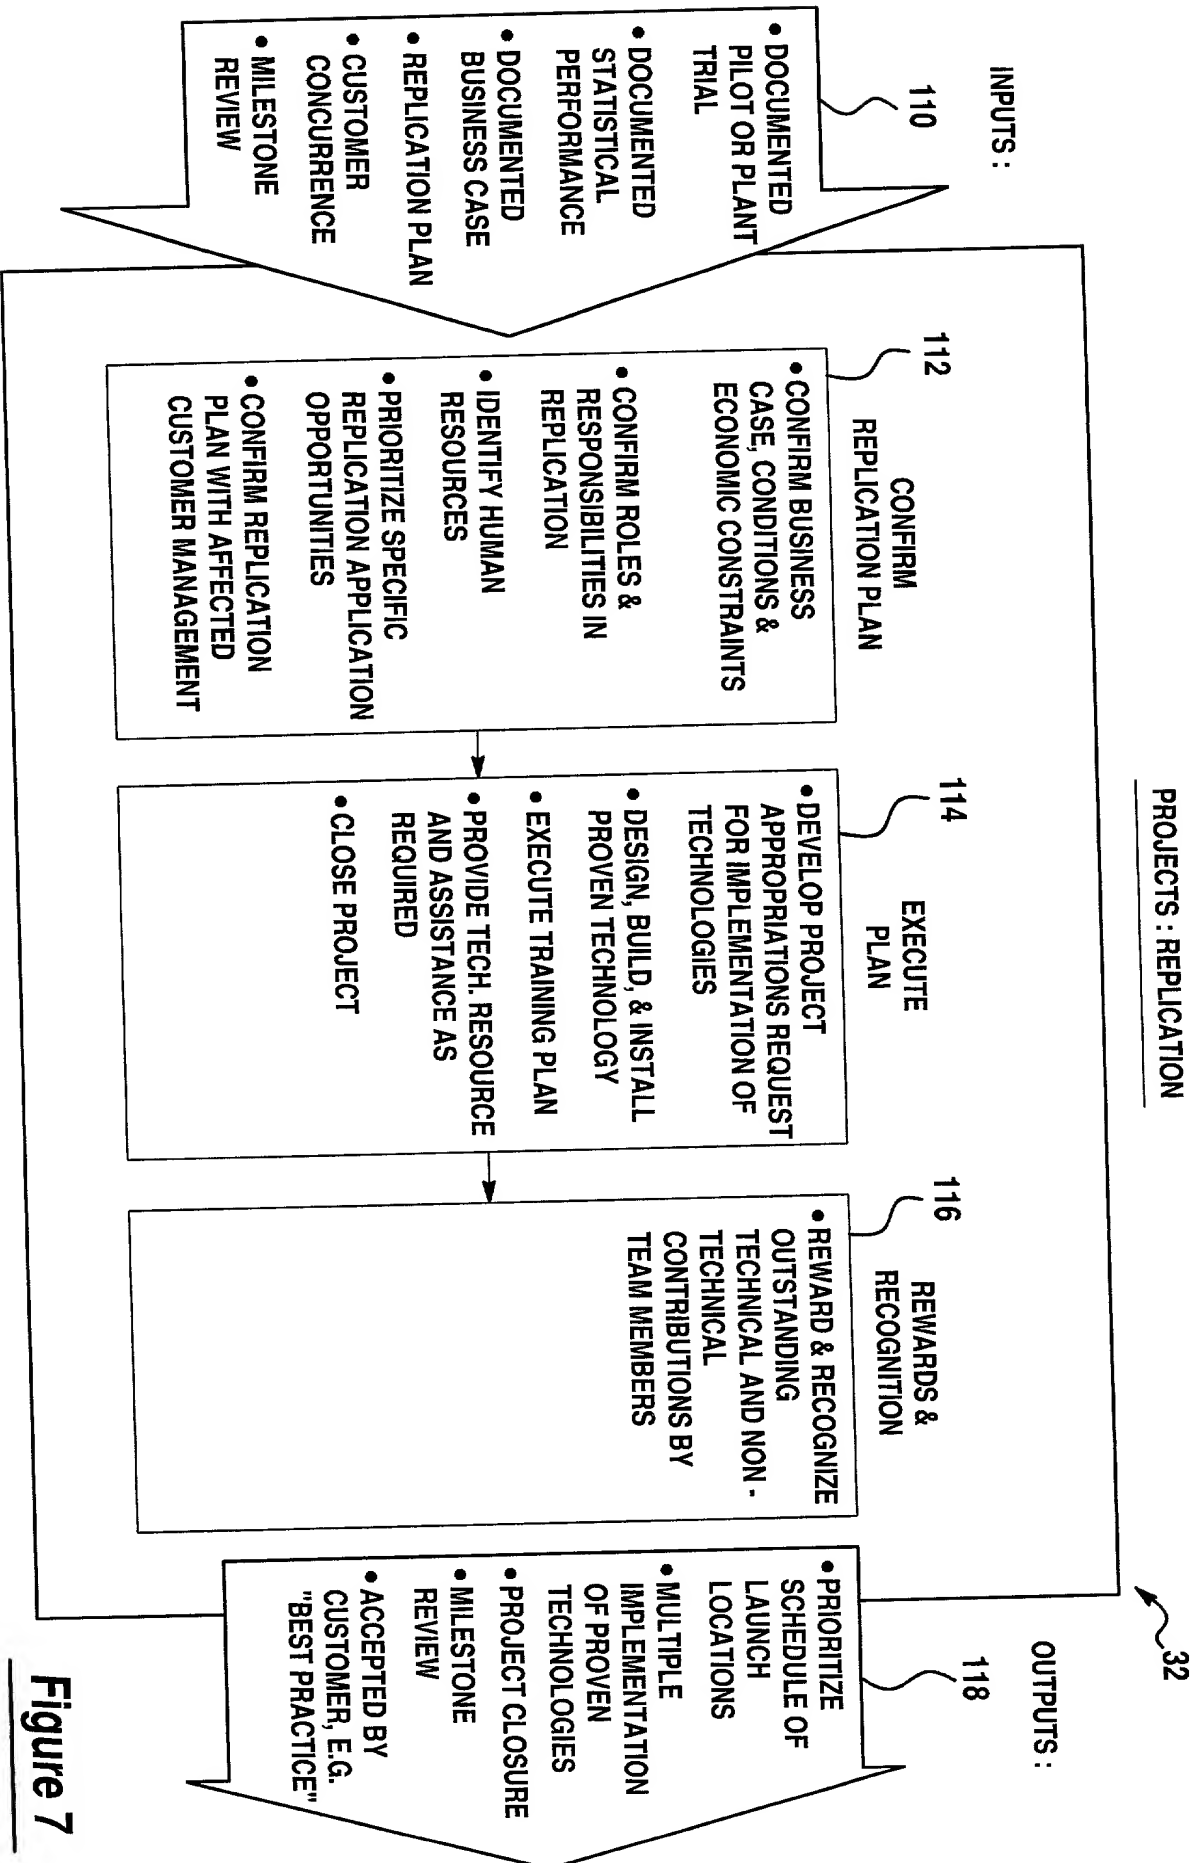 PROJECTS : REPLICATION
32
INPUTS :
110
• DOCUMENTED
PILOT OR PLANT
TRIAL
• DOCUMENTED
STATISTICAL
PERFORMANCE
• DOCUMENTED
BUSINESS CASE
• REPLICATION PLAN
• CUSTOMER
CONCURRENCE
• MILESTONE
REVIEW
112
CONFIRM
REPLICATION PLAN
• CONFIRM BUSINESS
CASE, CONDITIONS &
ECONOMIC CONSTRAINTS
• CONFIRM ROLES &
RESPONSIBILITIES IN
REPLICATION
• IDENTIFY HUMAN
RESOURCES
• PRIORITIZE SPECIFIC
REPLICATION APPLICATION
OPPORTUNITIES
• CONFIRM REPLICATION
PLAN WITH AFFECTED
CUSTOMER MANAGEMENT
114
EXECUTE
PLAN
• DEVELOP PROJECT
APPROPRIATIONS REQUEST
FOR IMPLEMENTATION OF
TECHNOLOGIES
• DESIGN, BUILD, & INSTALL
PROVEN TECHNOLOGY
• EXECUTE TRAINING PLAN
• PROVIDE TECH. RESOURCE
AND ASSISTANCE AS
REQUIRED
• CLOSE PROJECT
116
REWARDS &
RECOGNITION
• REWARD & RECOGNIZE
OUTSTANDING
TECHNICAL AND NON -
TECHNICAL
CONTRIBUTIONS BY
TEAM MEMBERS
OUTPUTS :
118
• PRIORITIZE
SCHEDULE OF
LAUNCH
LOCATIONS
• MULTIPLE
IMPLEMENTATION
OF PROVEN
TECHNOLOGIES
• PROJECT CLOSURE
• MILESTONE
REVIEW
• ACCEPTED BY
CUSTOMER, E.G.
"BEST PRACTICE"
Figure 7